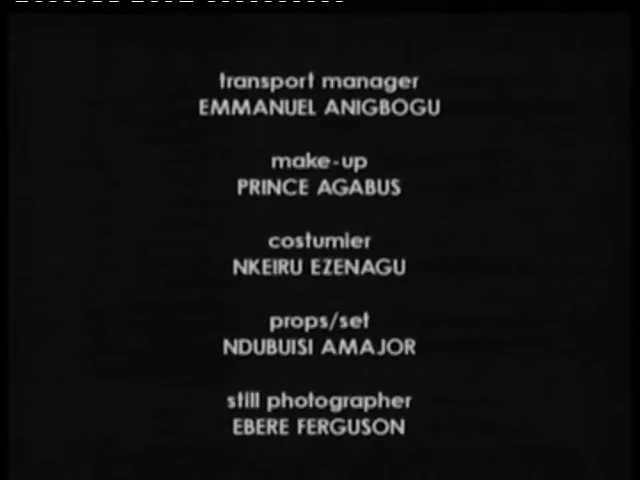 transport manager
EMMANUEL ANIGBOGU
make-up
PRINCE AGABUS
costumier
NKEIRU EZENAGU
props/set
NDUBUISI AMAJOR
still photographer
EBERE FERGUSON